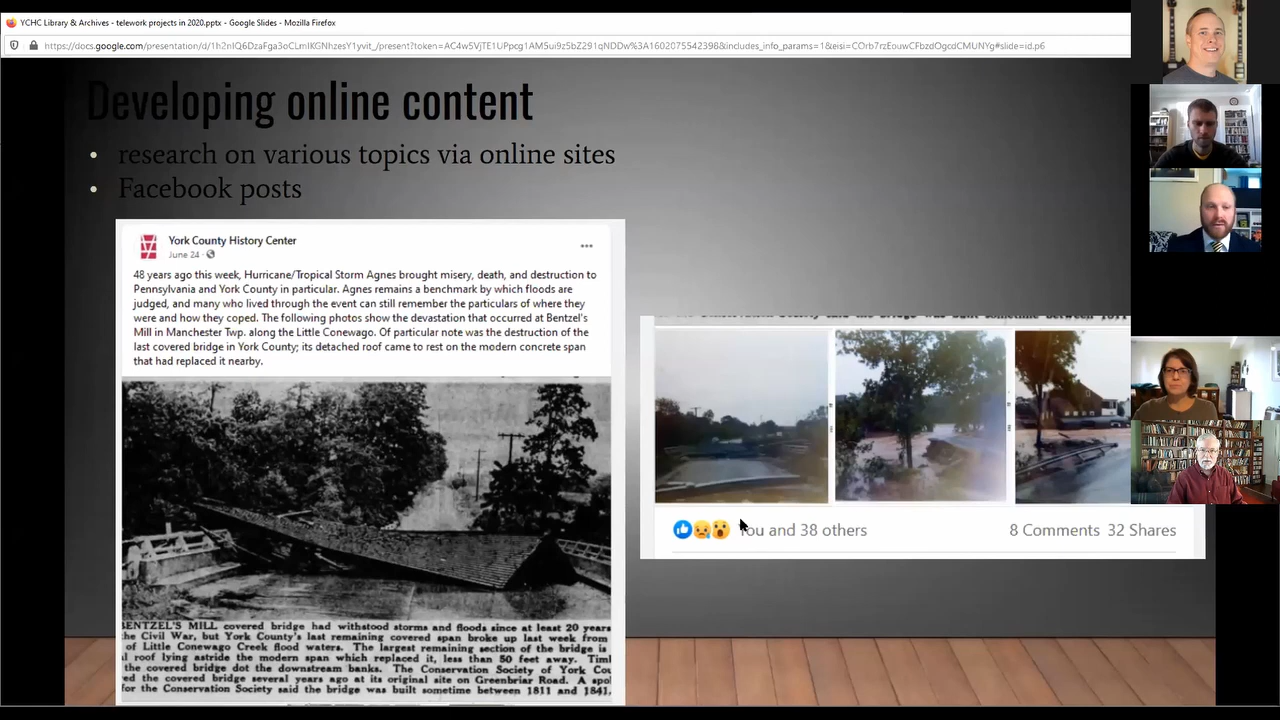 YCHC Library & Archives - telework projects in 2020.pptx - Google Slides - Mozilla Firefox
Developing online content
• research on various topics via online sites
• Facebook posts
York County History Center
June 24 ·
48 years ago this week, Hurricane/Tropical Storm Agnes brought misery, death, and destruction to
Pennsylvania and York County in particular. Agnes remains a benchmark by which floods are
judged, and many who lived through the event can still remember the particulars of where they
were and how they coped. The following photos show the devastation that occurred at Bentzel's
Mill in Manchester Twp. along the Little Conewago. Of particular note was the destruction of the
last covered bridge in York County; its detached roof came to rest on the modern concrete span
that had replaced it nearby.
BENTZEL'S MILL covered bridge had withstood storms and floods since at least 20 years
the Civil War, but York County's last remaining covered span broke up last week from
of Little Conewago Creek flood waters. The largest remaining section of the bridge is
roof lying astride the modern span which replaced it, less than 50 feet away.
the covered bridge dot the downstream banks. The Conservation Society of York
the covered bridge several years ago at its original site on Greenbriar Road. A
for the Conservation Society said the bridge was built sometime between 1811 and 1841.
You and 38 others
8 Comments 32 Shares